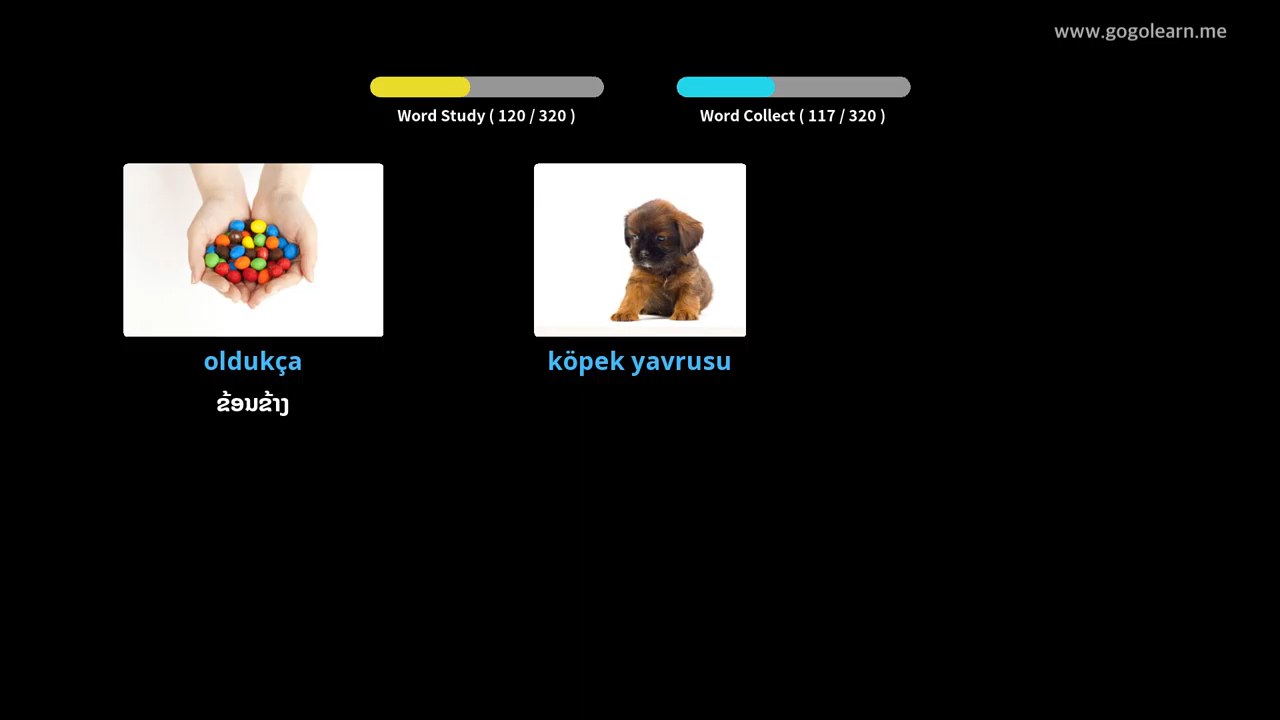 www.gogolearn.me
Word Study ( 120 / 320 )
Word Collect ( 117 / 320 )
oldukça
köpek yavrusu
ຂ້ອນຂ້າງ